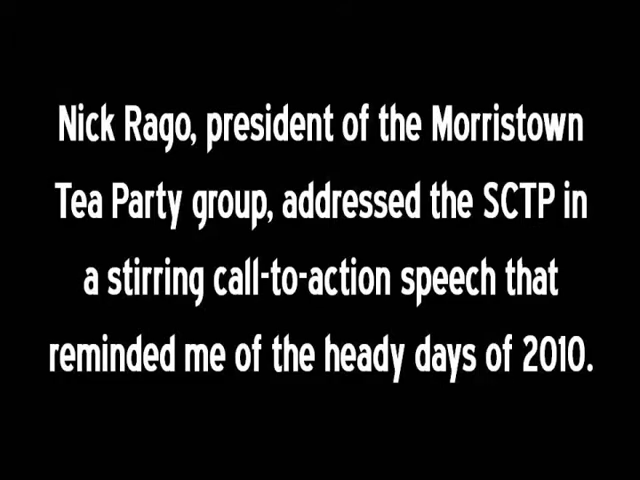 Nick Rago, president of the Morristown
Tea Party group, addressed the SCTP in
a stirring call-to-action speech that
reminded me of the heady days of 2010.